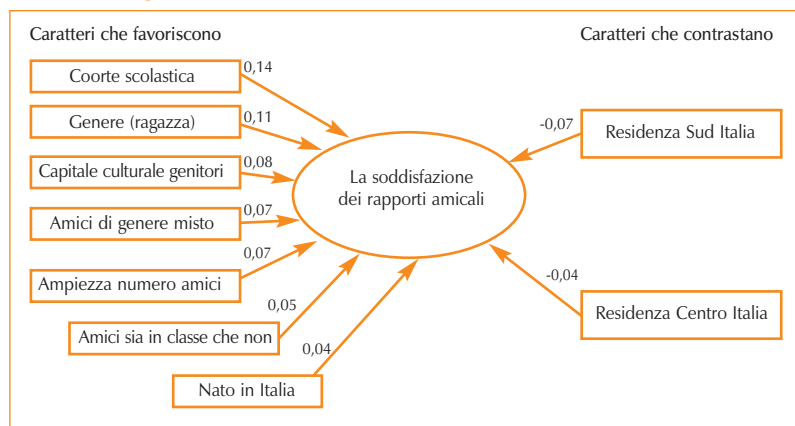 Caratteri che favoriscono
Caratteri che contrastano
Coorte scolastica
0,14
Genere (ragazza)
0,11
Capitale culturale genitori
0,08
Amici di genere misto
0,07
Ampiezza numero amici
0,07
Amici sia in classe che non
0,05
Nato in Italia
0,04
La soddisfazione
dei rapporti amicali
-0,07
Residenza Sud Italia
-0,04
Residenza Centro Italia